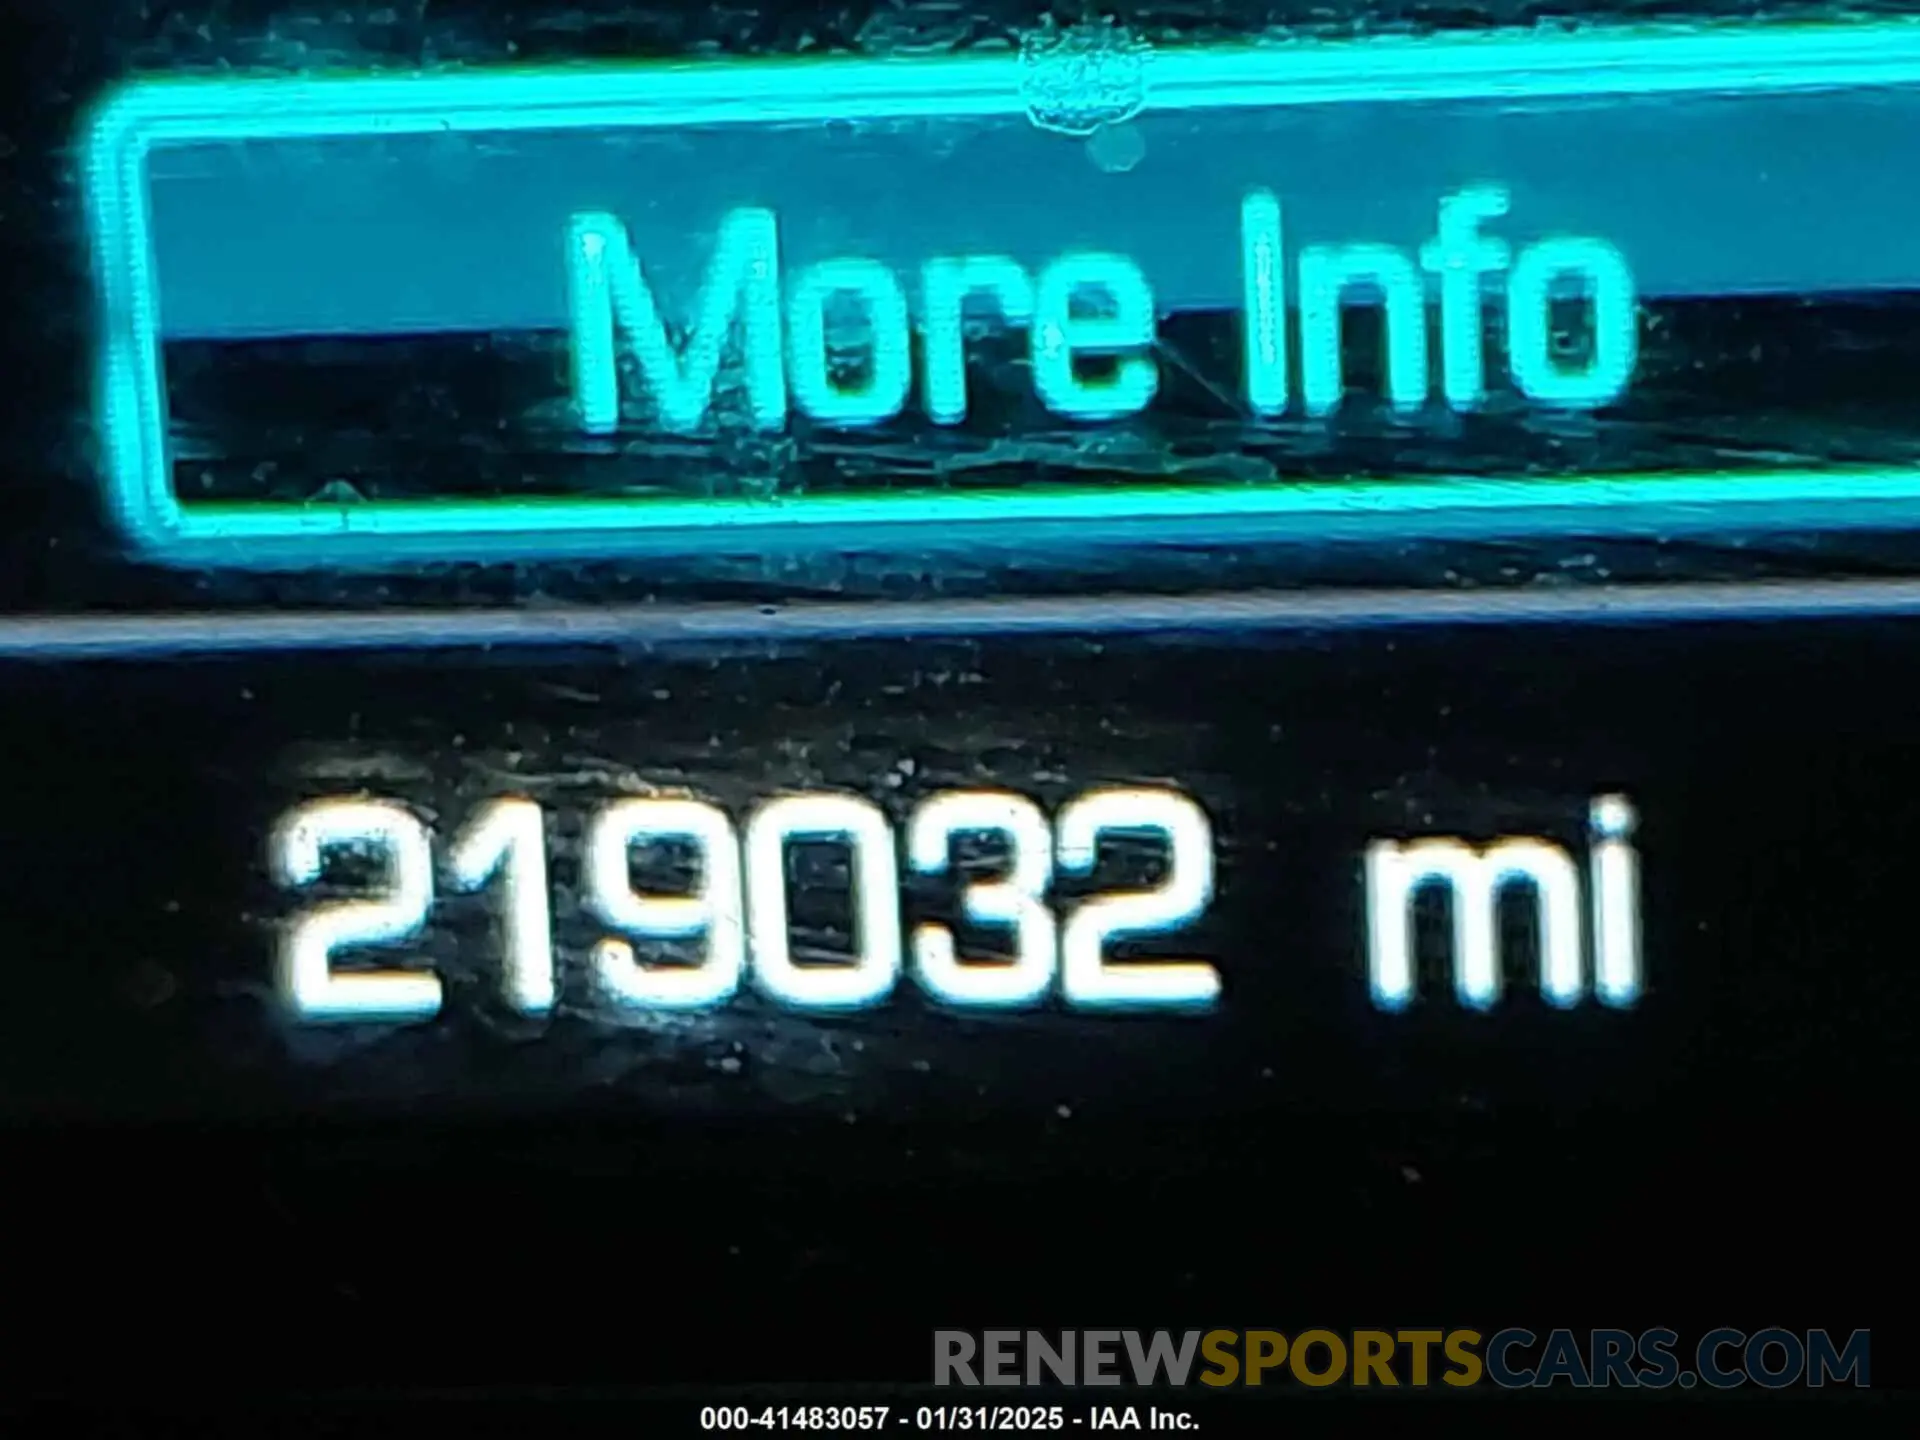 More Info
219032 mi
RENEWSPORTSCARS.COM
000-41483057 - 01/31/2025 - IAA Inc.